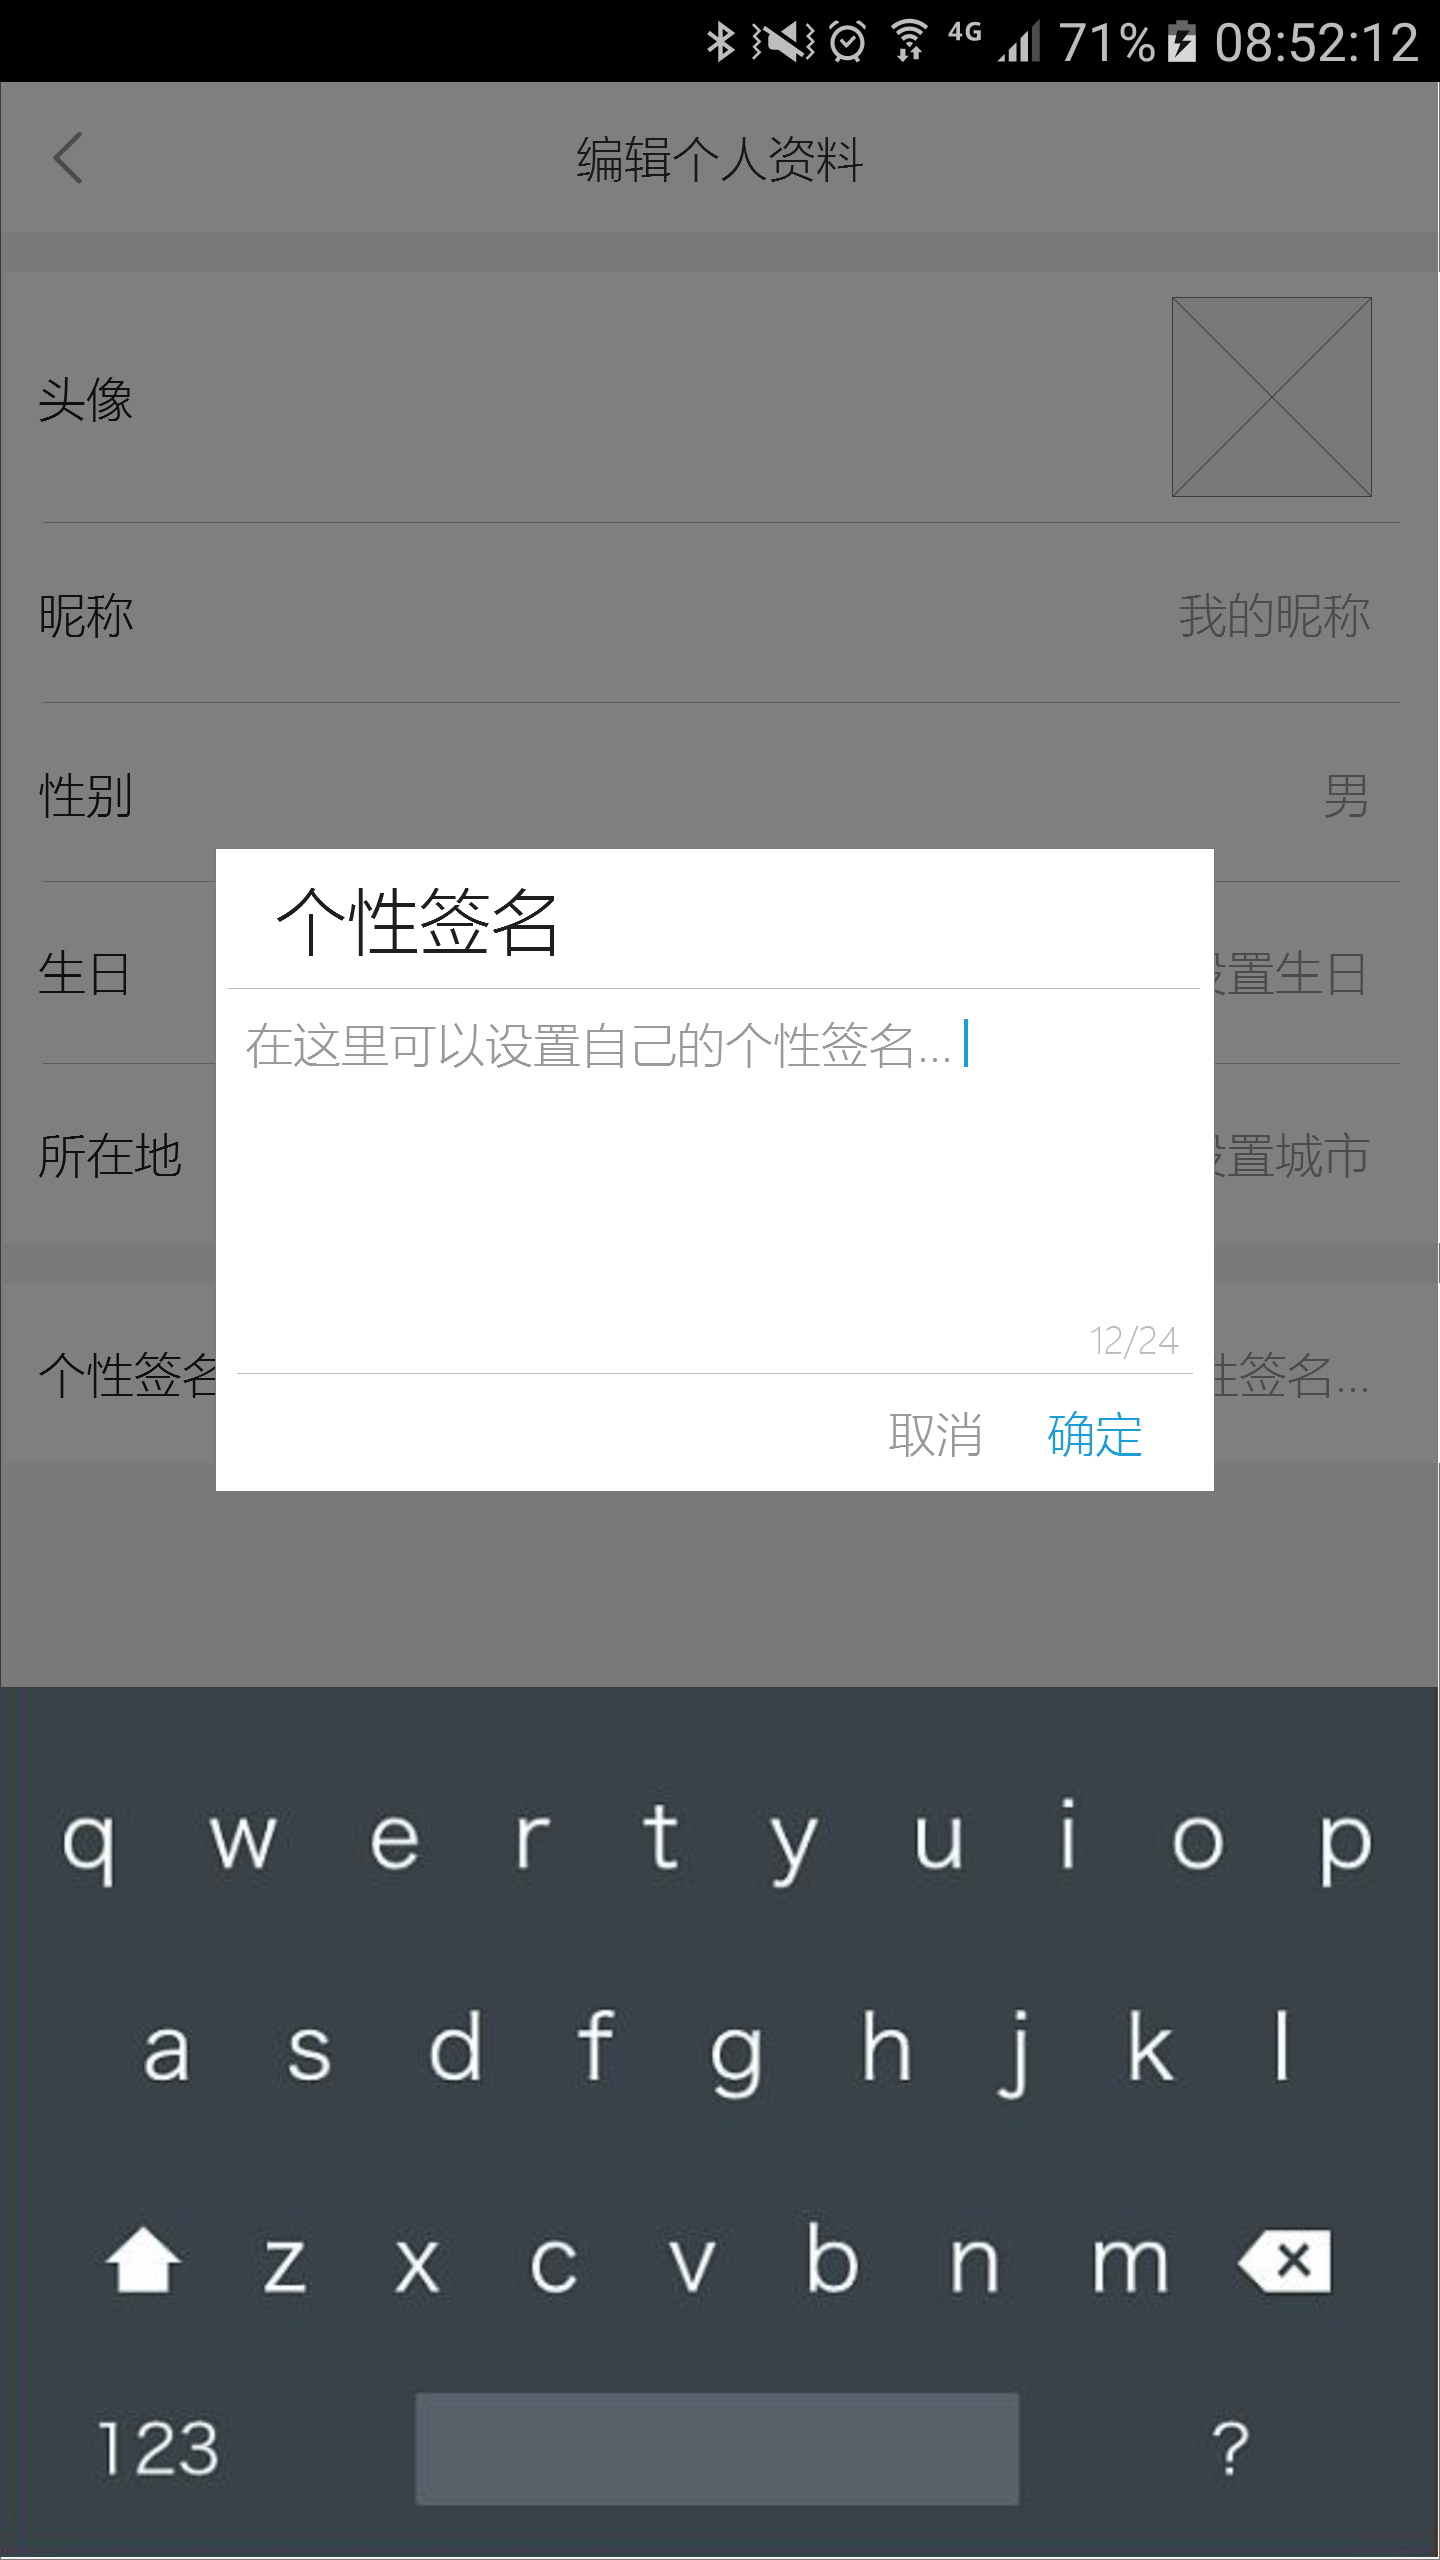 4G 71% 08:52:12
编辑个人资料
头像
昵称 我的昵称
性别 男
个性签名
生日 置生日
在这里可以设置自己的个性签名...
所在地 置城市
12/24
个性签名 签名...
取消 确定
q w e r t y u i o p
a s d f g h j k l
z x c v b n m
123 ?